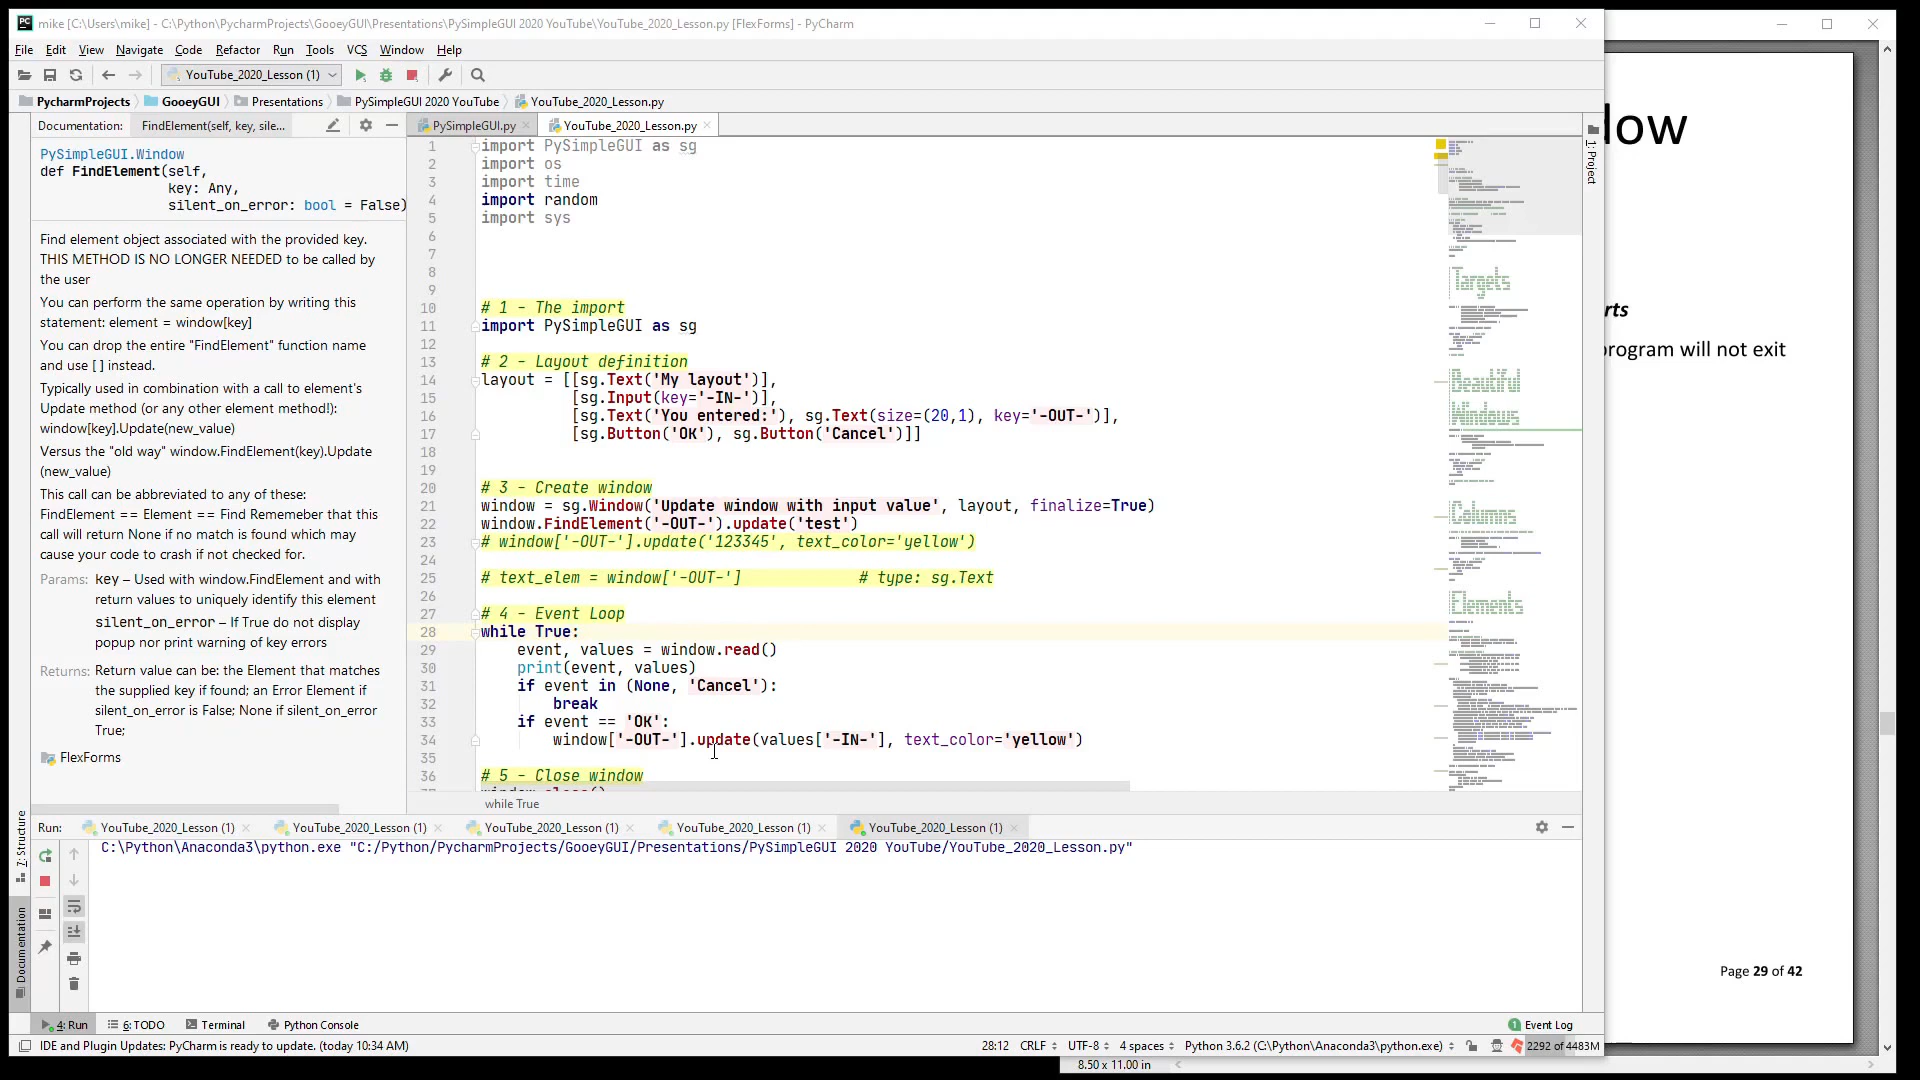 mike [C:\Users\mike] - C:\Python\PycharmProjects\GooeyGUI\Presentations\PySimpleGUI 2020 YouTube\YouTube_2020_Lesson.py [FlexForms] - PyCharm
File Edit View Navigate Code Refactor Run Tools VCS Window Help
YouTube_2020_Lesson (1)
PycharmProjects GooeyGUI Presentations PySimpleGUI 2020 YouTube YouTube_2020_Lesson.py
Documentation: FindElement(self, key, sile...
PySimpleGUI.Window
def FindElement(self,
key: Any,
silent_on_error: bool = False)
Find element object associated with the provided key.
THIS METHOD IS NO LONGER NEEDED to be called by
the user
You can perform the same operation by writing this
statement: element = window[key]
You can drop the entire "FindElement" function name
and use [ ] instead.
Typically used in combination with a call to element's
Update method (or any other element method!):
window[key].Update(new_value)
Versus the "old way" window.FindElement(key).Update
(new_value)
This call can be abbreviated to any of these:
FindElement == Element == Find Rememeber that this
call will return None if no match is found which may
cause your code to crash if not checked for.
Params: key – Used with window.FindElement and with
return values to uniquely identify this element
silent_on_error – If True do not display
popup nor print warning of key errors
Returns: Return value can be: the Element that matches
the supplied key if found; an Error Element if
silent_on_error is False; None if silent_on_error
True;
FlexForms
PySimpleGUI.py YouTube_2020_Lesson.py
1 import PySimpleGUI as sg
2 import os
3 import time
4 import random
5 import sys
6
7
8
9
10 # 1 - The import
11 import PySimpleGUI as sg
12
13 # 2 - Layout definition
14 layout = [[sg.Text('My layout')],
15 [sg.Input(key='-IN-')],
16 [sg.Text('You entered:'), sg.Text(size=(20,1), key='-OUT-')],
17 [sg.Button('OK'), sg.Button('Cancel')]]
18
19
20 # 3 - Create window
21 window = sg.Window('Update window with input value', layout, finalize=True)
22 window.FindElement('-OUT-').update('test')
23 # window['-OUT-'].update('123345', text_color='yellow')
24
25 # text_elem = window['-OUT-'] # type: sg.Text
26
27 # 4 - Event Loop
28 while True:
29 event, values = window.read()
30 print(event, values)
31 if event in (None, 'Cancel'):
32 break
33 if event == 'OK':
34 window['-OUT-'].update(values['-IN-'], text_color='yellow')
35
36 # 5 - Close window
while True
1: Project
7: Structure
Documentation
Run: YouTube_2020_Lesson (1) YouTube_2020_Lesson (1) YouTube_2020_Lesson (1) YouTube_2020_Lesson (1) YouTube_2020_Lesson (1)
C:\Python\Anaconda3\python.exe "C:/Python/PycharmProjects/GooeyGUI/Presentations/PySimpleGUI 2020 YouTube/YouTube_2020_Lesson.py"
4: Run 6: TODO Terminal Python Console 1 Event Log
IDE and Plugin Updates: PyCharm is ready to update. (today 10:34 AM) 28:12 CRLF UTF-8 4 spaces Python 3.6.2 (C:\Python\Anaconda3\python.exe) 2292 of 4483M
program will not exit
Page 29 of 42
8.50 x 11.00 in